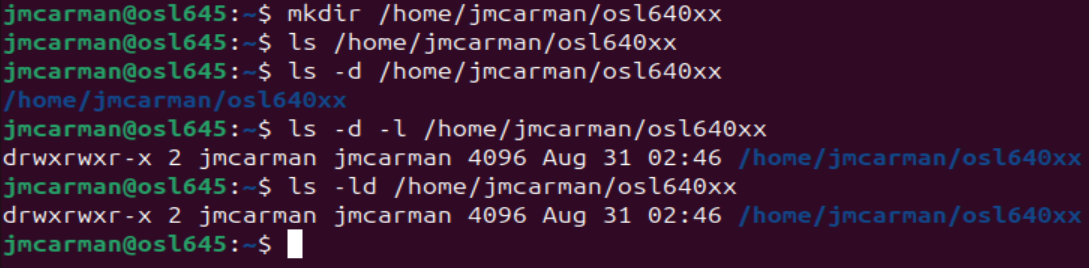 jmcarman@osl645:~$ mkdir /home/jmcarman/osl640xx
jmcarman@osl645:~$ ls /home/jmcarman/osl640xx
jmcarman@osl645:~$ ls -d /home/jmcarman/osl640xx
/home/jmcarman/osl640xx
jmcarman@osl645:~$ ls -d -l /home/jmcarman/osl640xx
drwxrwxr-x 2 jmcarman jmcarman 4096 Aug 31 02:46 /home/jmcarman/osl640xx
jmcarman@osl645:~$ ls -ld /home/jmcarman/osl640xx
drwxrwxr-x 2 jmcarman jmcarman 4096 Aug 31 02:46 /home/jmcarman/osl640xx
jmcarman@osl645:~$